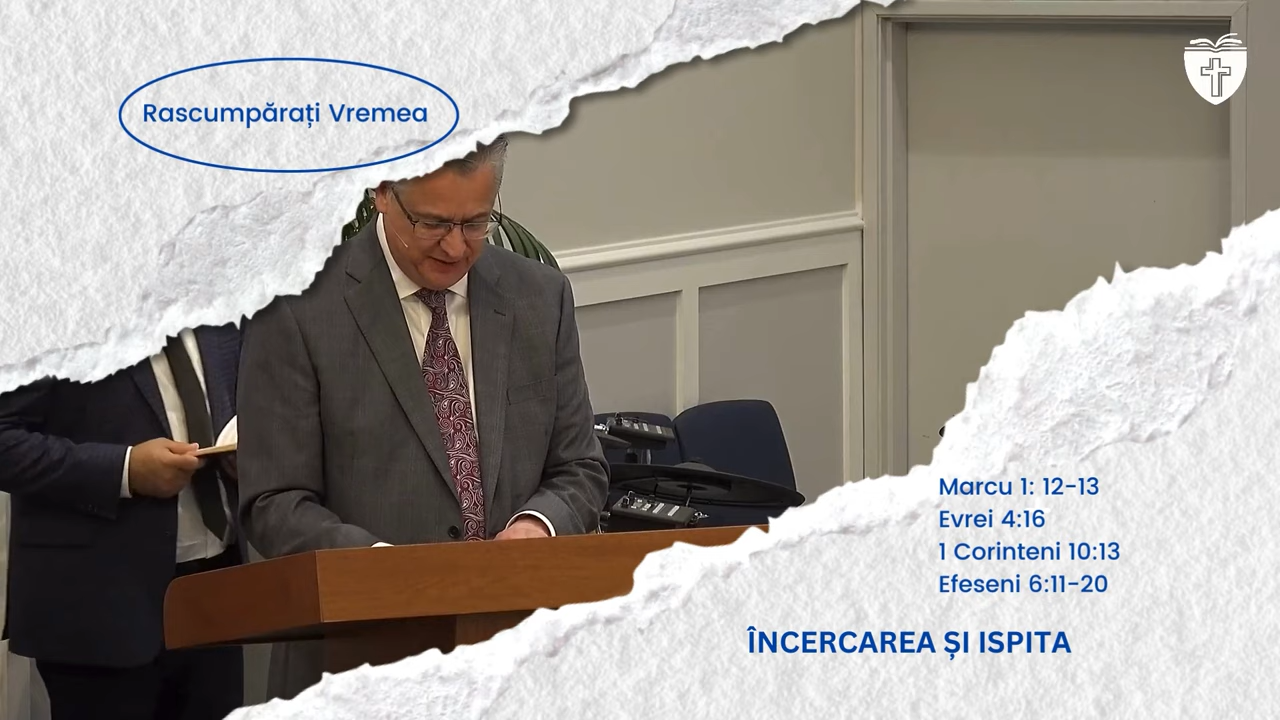 Rascumpărați Vremea
Marcu 1: 12-13
Evrei 4:16
1 Corinteni 10:13
Efeseni 6:11-20
ÎNCERCAREA ȘI ISPITA